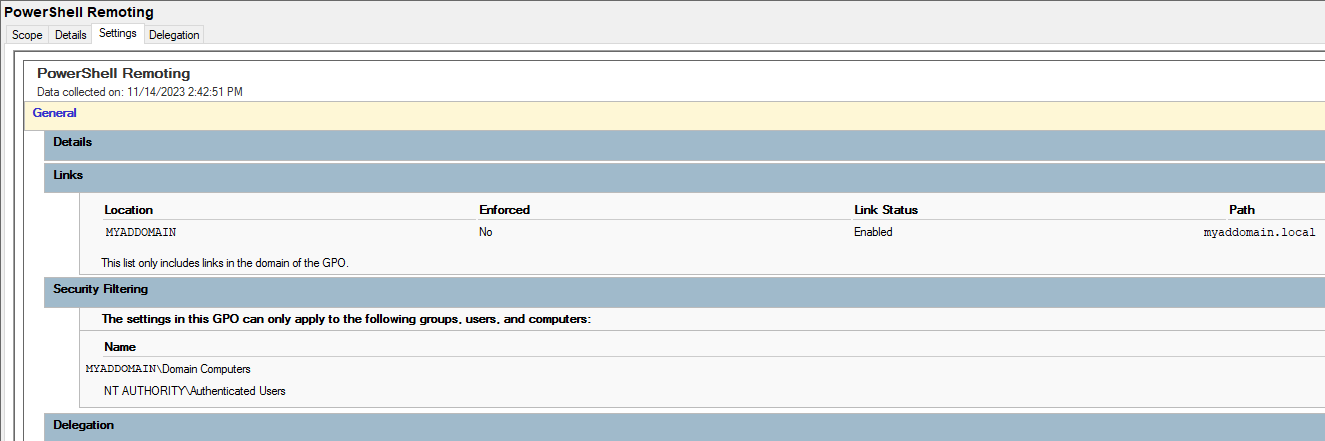 PowerShell Remoting
Scope Details Settings Delegation
PowerShell Remoting
Data collected on: 11/14/2023 2:42:51 PM
General
Details
Links
Location Enforced Link Status Path
MYADDOMAIN No Enabled myaddomain.local
This list only includes links in the domain of the GPO.
Security Filtering
The settings in this GPO can only apply to the following groups, users, and computers:
Name
MYADDOMAIN\Domain Computers
NT AUTHORITY\Authenticated Users
Delegation